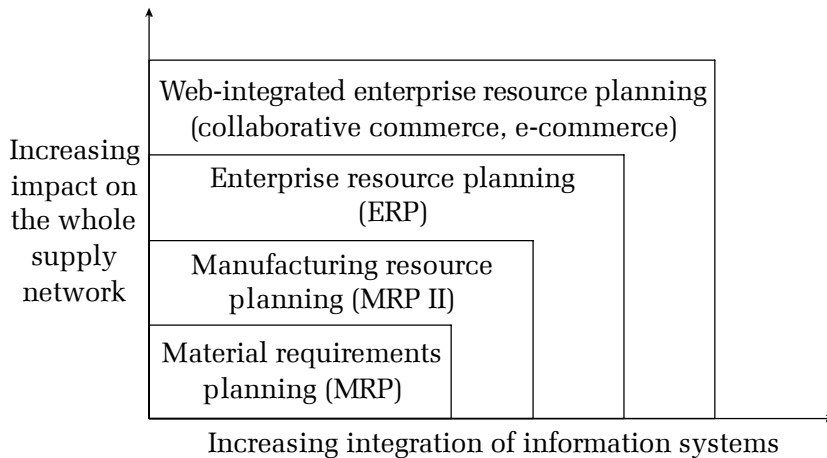 Web-integrated enterprise resource planning
(collaborative commerce, e-commerce)
Increasing
impact on
the whole
supply
network
Enterprise resource planning
(ERP)
Manufacturing resource
planning (MRP II)
Material requirements
planning (MRP)
Increasing integration of information systems